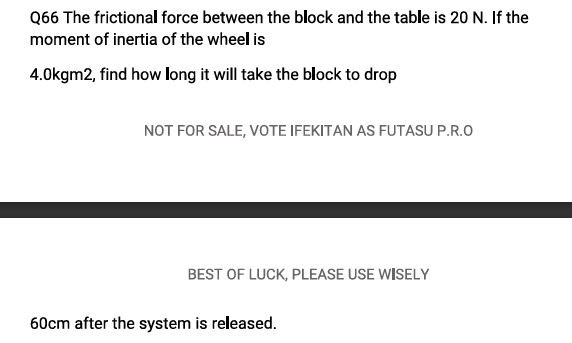 Q66 The frictional force between the block and the table is 20 N. If the
moment of inertia of the wheel is
4.0kgm2, find how long it will take the block to drop
NOT FOR SALE, VOTE IFEKITAN AS FUTASU P.R.O
BEST OF LUCK, PLEASE USE WISELY
60cm after the system is released.